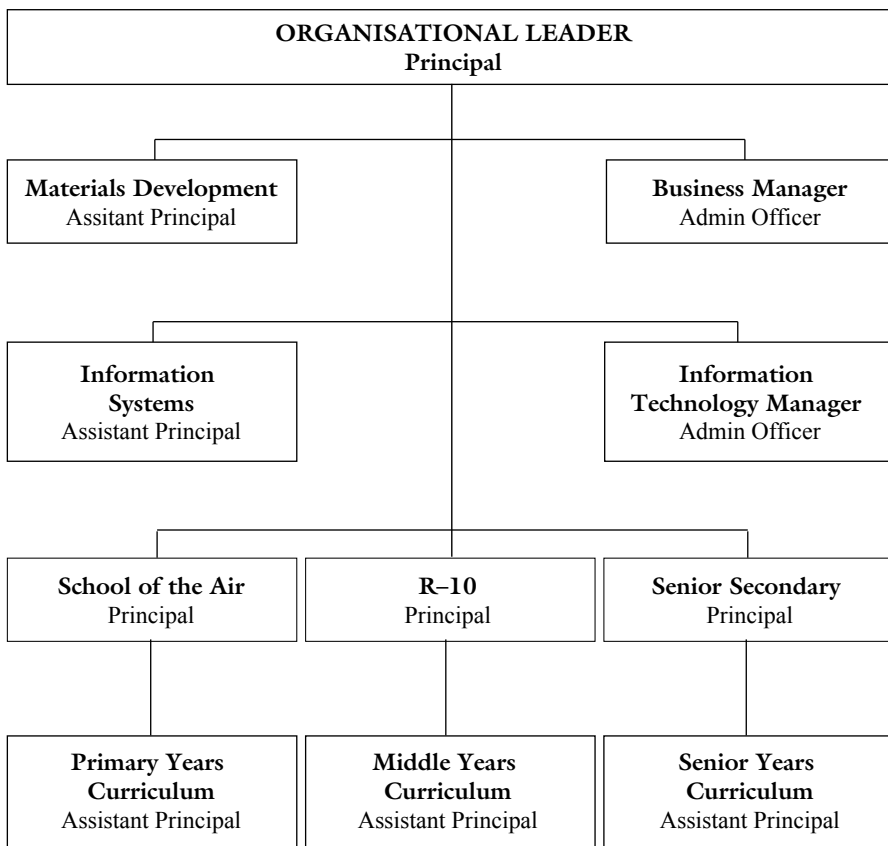 ORGANISATIONAL LEADER
Principal
Materials Development
Assitant Principal
Business Manager
Admin Officer
Information
Systems
Assistant Principal
Information
Technology Manager
Admin Officer
School of the Air
Principal
R–10
Principal
Senior Secondary
Principal
Primary Years
Curriculum
Assistant Principal
Middle Years
Curriculum
Assistant Principal
Senior Years
Curriculum
Assistant Principal